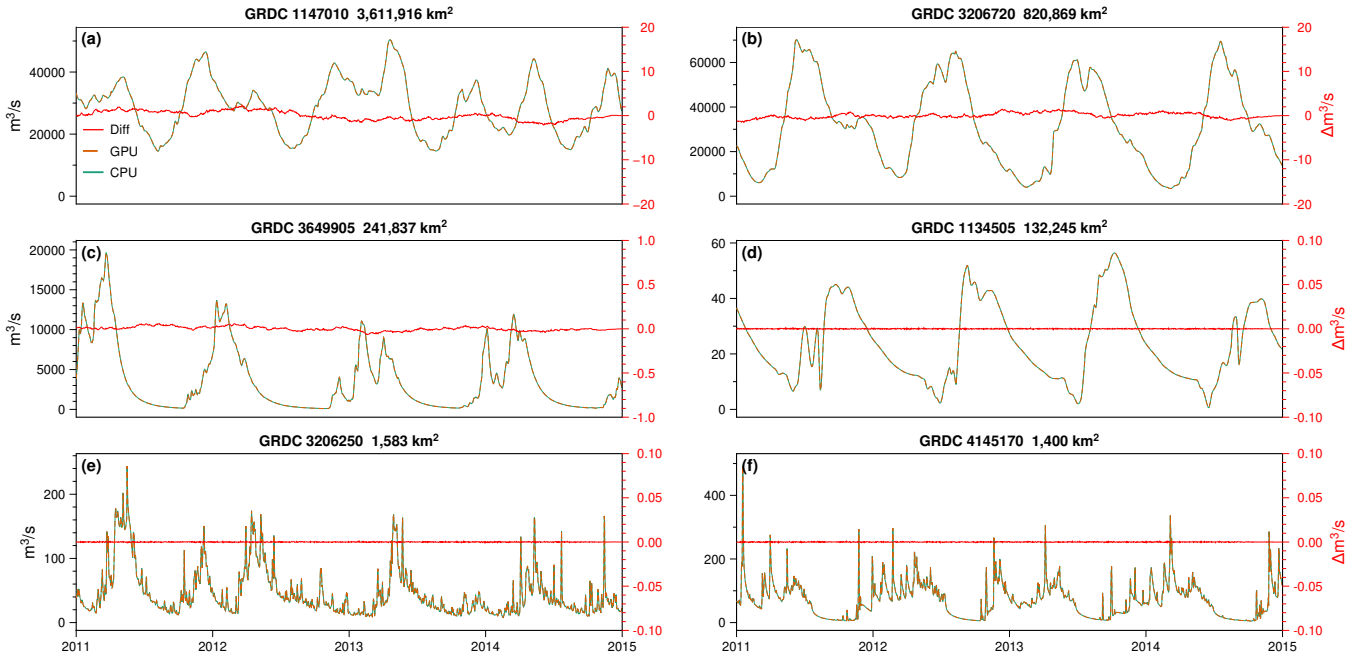 GRDC 1147010 3,611,916 km²
(a)
m³/s
40000
20000
0
Diff
GPU
CPU
20
10
0
−10
−20
GRDC 3206720 820,869 km²
(b)
60000
40000
20000
0
20
10
0
−10
−20
Δm³/s
GRDC 3649905 241,837 km²
(c)
m³/s
20000
15000
10000
5000
0
1.0
0.5
0.0
-0.5
-1.0
GRDC 1134505 132,245 km²
(d)
60
40
20
0
0.10
0.05
0.00
-0.05
-0.10
Δm³/s
GRDC 3206250 1,583 km²
(e)
m³/s
200
100
0
0.10
0.05
0.00
-0.05
-0.10
2011
2012
2013
2014
2015
GRDC 4145170 1,400 km²
(f)
400
200
0
0.10
0.05
0.00
-0.05
-0.10
Δm³/s
2011
2012
2013
2014
2015